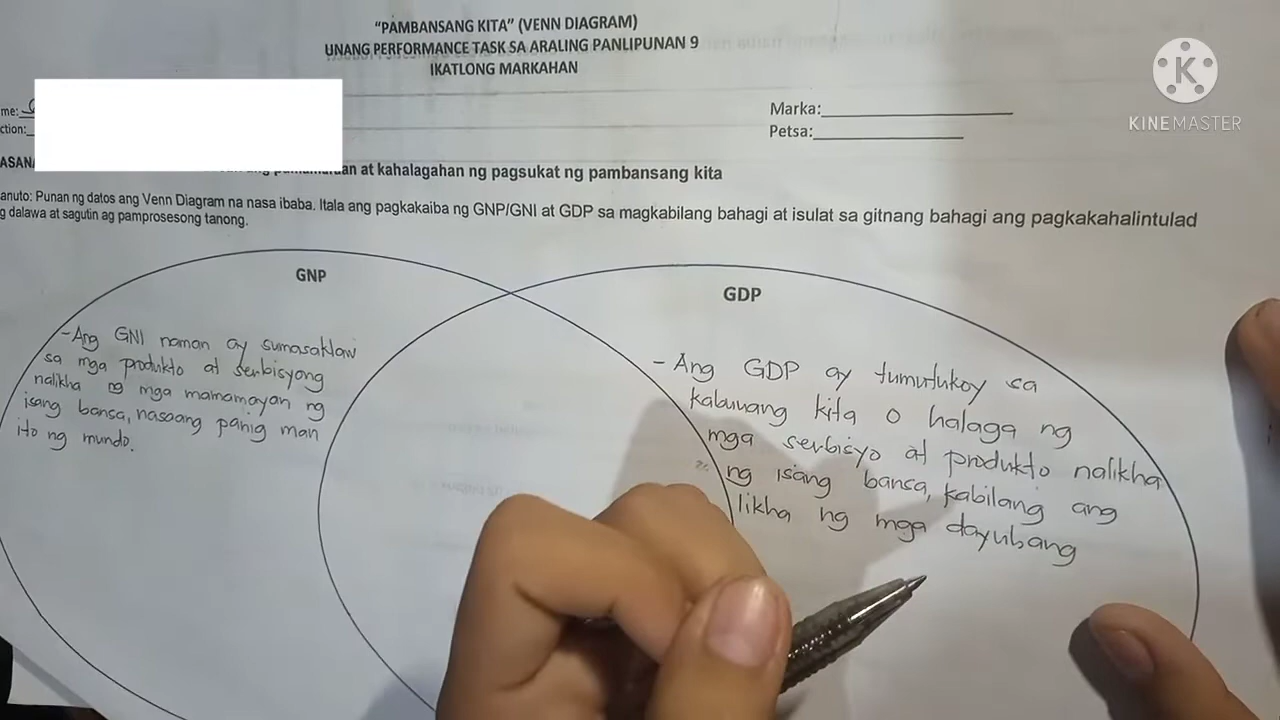 "PAMBANSANG KITA" (VENN DIAGRAM)
UNANG PERFORMANCE TASK SA ARALING PANLIPUNAN 9
IKATLONG MARKAHAN
KINEMASTER
me:
Marka:
ction:
Petsa:
ASANA
an at kahalagahan ng pagsukat ng pambansang kita
anuto: Punan ng datos ang Venn Diagram na nasa ibaba. Itala ang pagkakaiba ng GNP/GNI at GDP sa magkabilang bahagi at isulat sa gitnang bahagi ang pagkakahalintulad
g dalawa at sagutin ag pamprosesong tanong.
GNP
- Ang GNI naman ay sumasaklaw
sa mga produkto at serbisyong
nalikha ng mga mamamayan ng
isang bansa, nasaang panig man
ito ng mundo.
GDP
- Ang GDP ay tumutukoy sa
kabuuang kita o halaga ng
mga serbisyo at produkto nalikha
ng isang bansa, kabilang ang
likha ng mga dayuhang